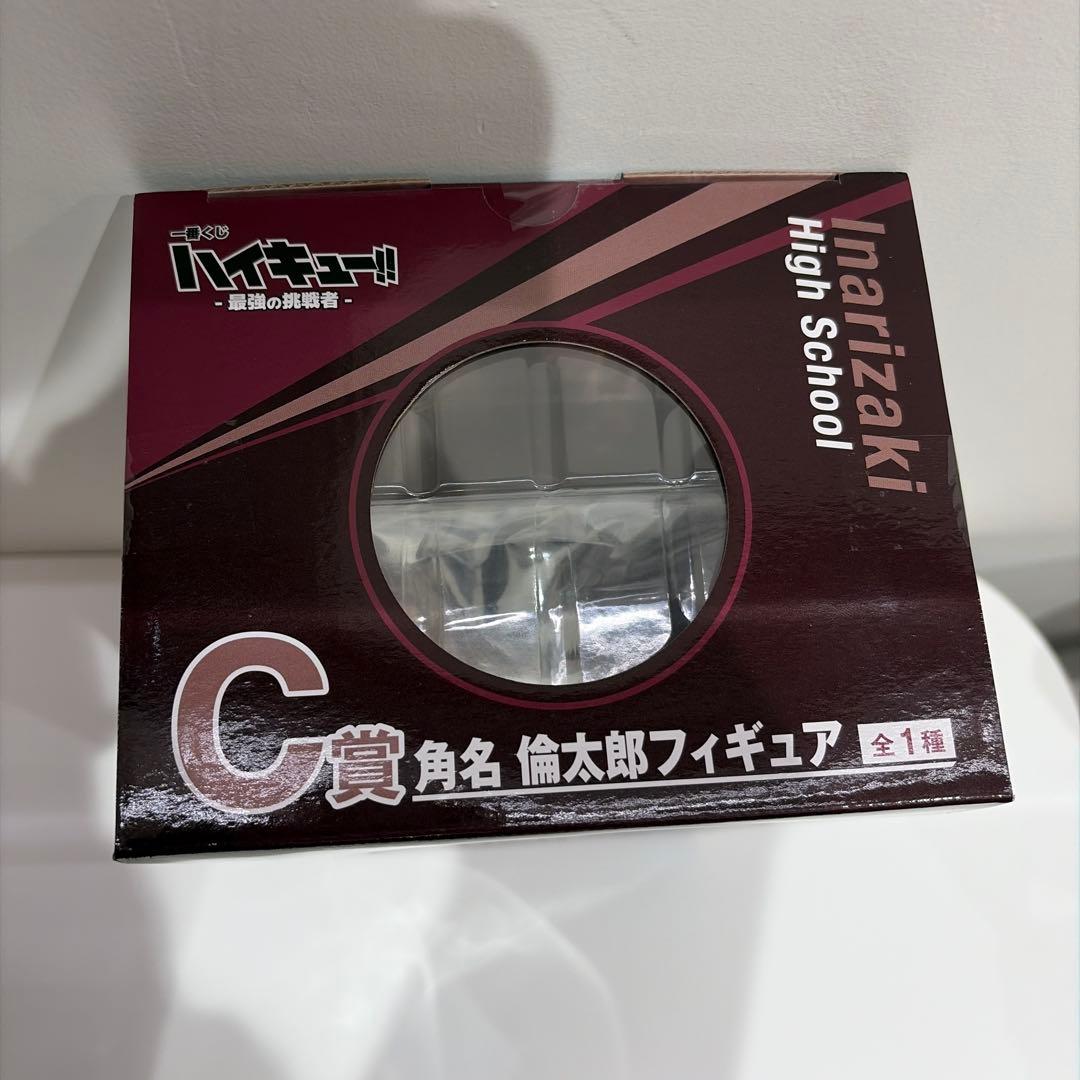 一番くじ
ハイキュー!!
- 最強の挑戦者 -
Inarizaki
High School
C賞 角名 倫太郎フィギュア 全1種